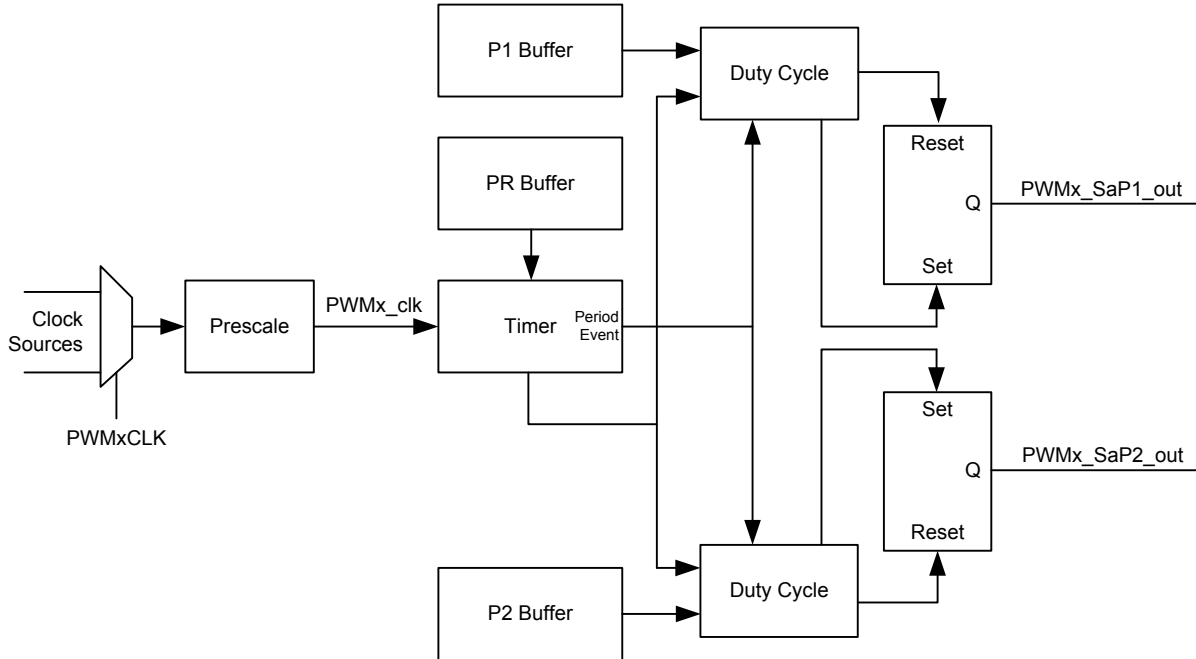 P1 Buffer
Duty Cycle
Reset
PR Buffer
Q
PWMx_SaP1_out
Set
PWMx_clk
Clock
Sources
Prescale
Timer
Period
Event
PWMxCLK
Set
Q
PWMx_SaP2_out
Reset
P2 Buffer
Duty Cycle